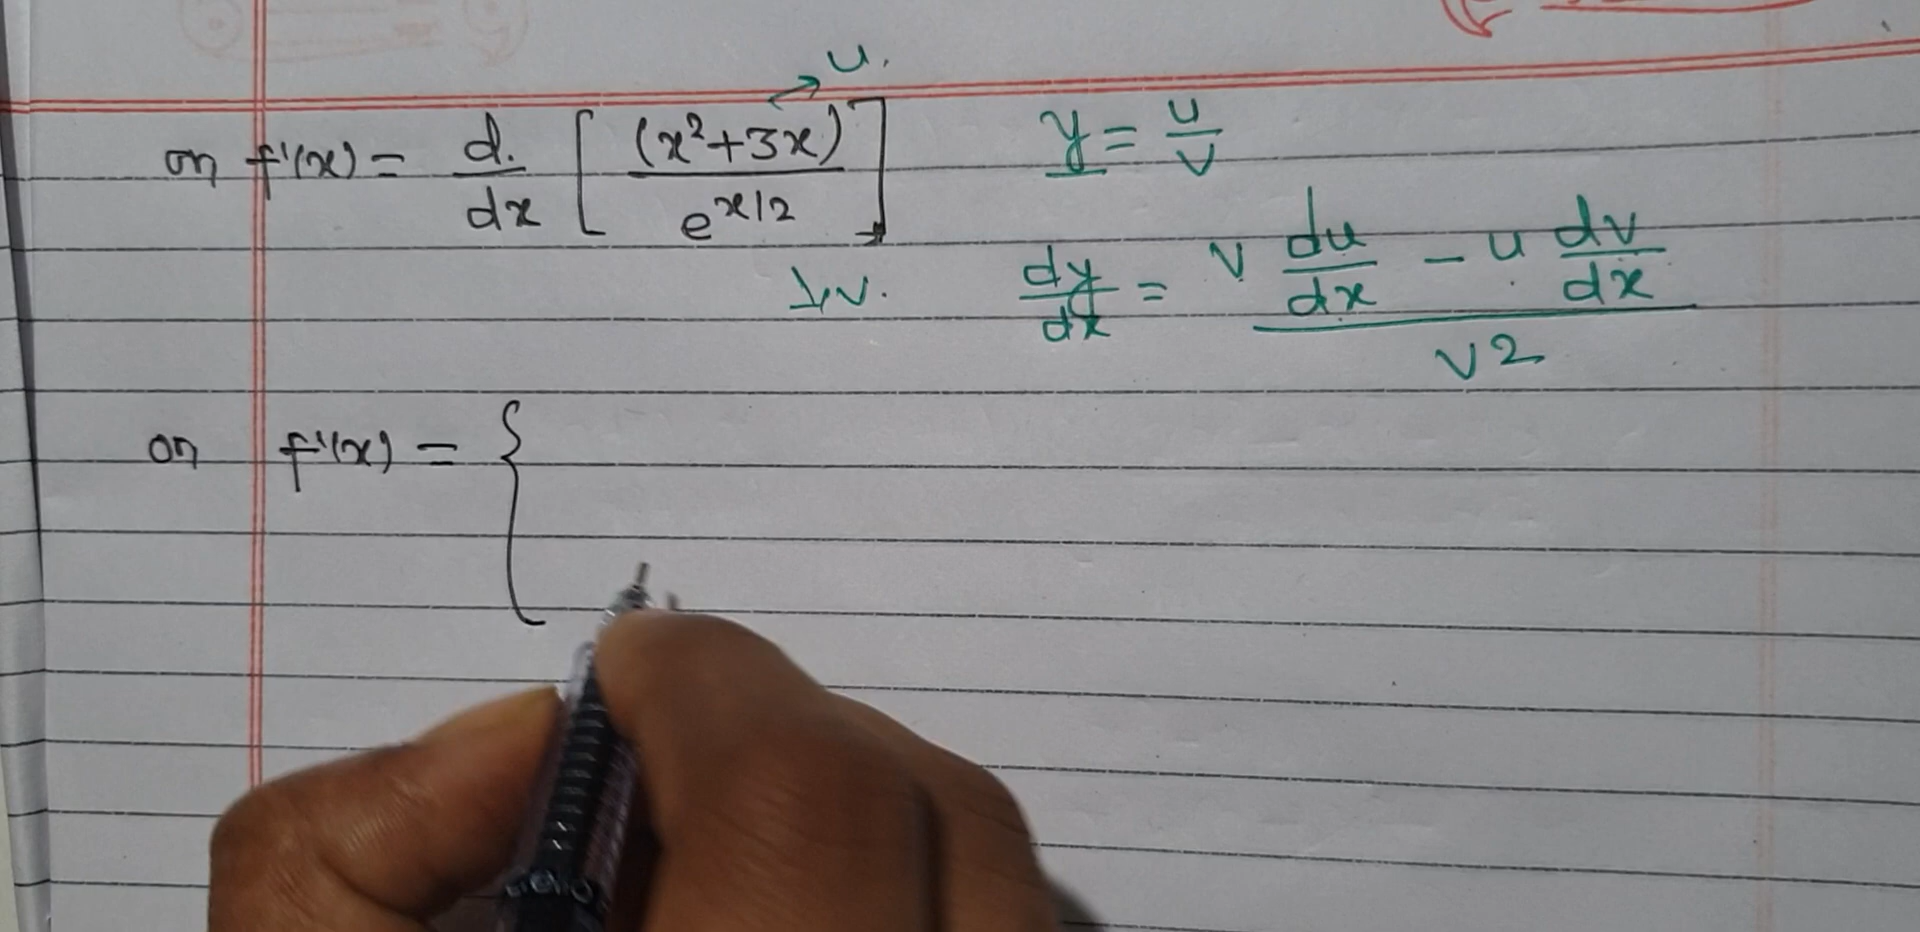 u.
or f'(x) = d/dx [ (x²+3x) / e^x/2 ]
y = u/v
v.
dy/dx = (v du/dx - u dv/dx) / v²
or f'(x) = {